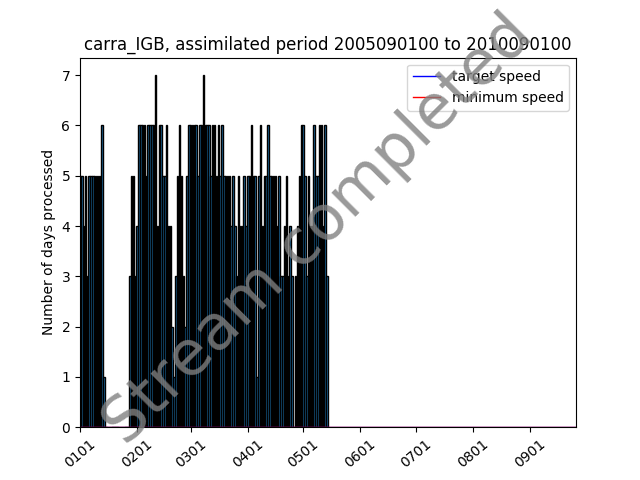 carra_IGB, assimilated period 2005090100 to 2010090100
target speed
minimum speed
Number of days processed
7
6
5
4
3
2
1
0
0101 0201 0301 0401 0501 0601 0701 0801 0901
Stream completed